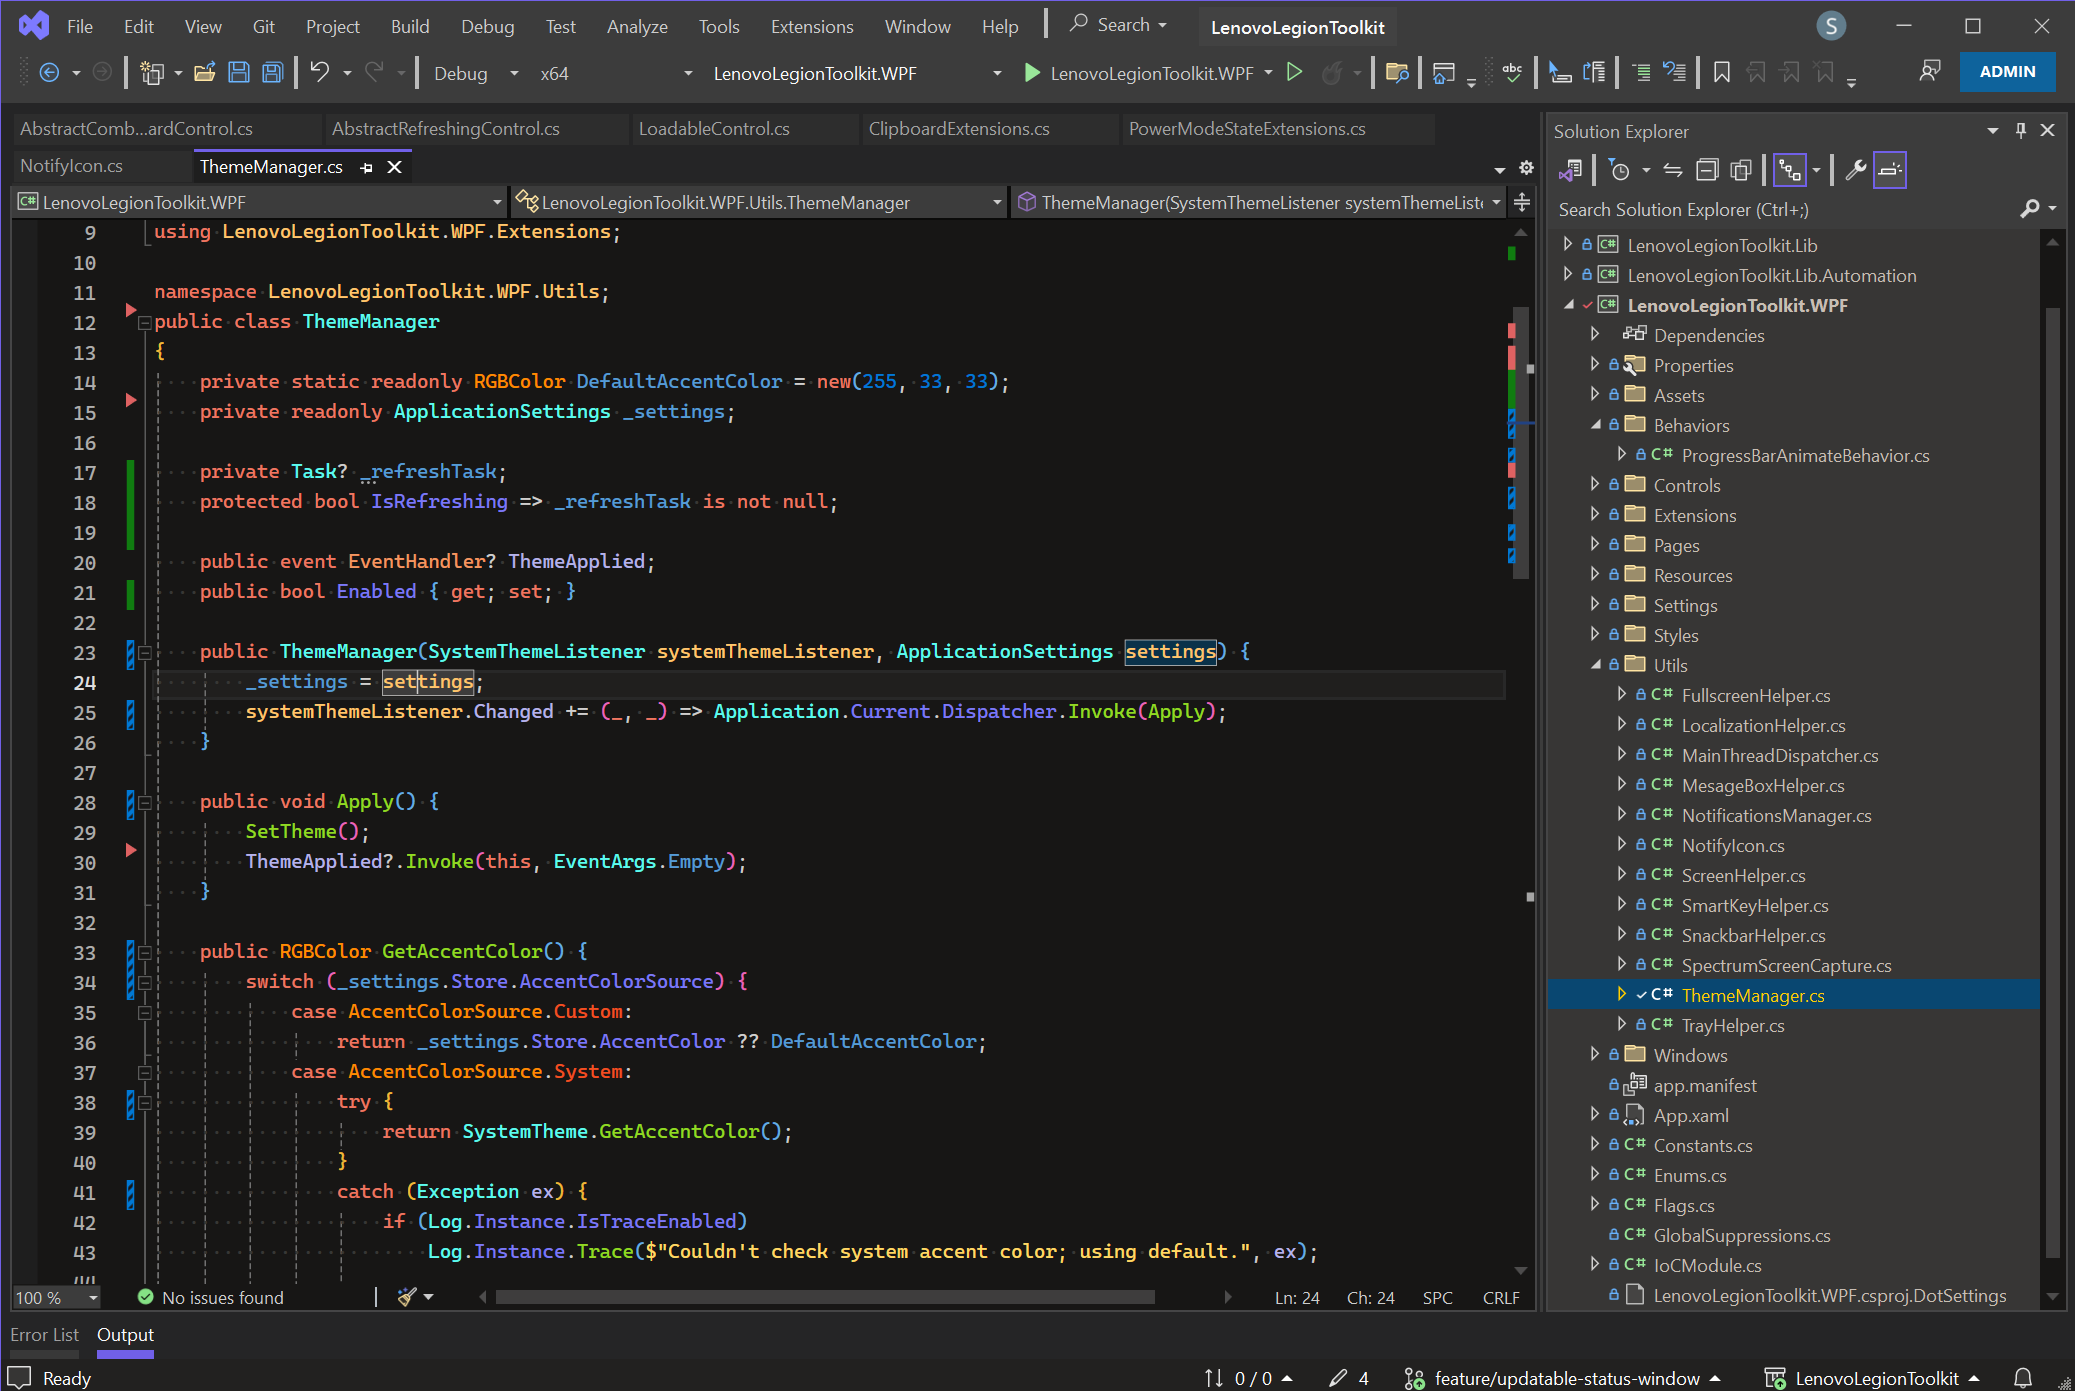 File Edit View Git Project Build Debug Test Analyze Tools Extensions Window Help Search LenovoLegionToolkit S
Debug x64 LenovoLegionToolkit.WPF LenovoLegionToolkit.WPF abc ADMIN
AbstractComb...ardControl.cs AbstractRefreshingControl.cs LoadableControl.cs ClipboardExtensions.cs PowerModeStateExtensions.cs
NotifyIcon.cs ThemeManager.cs
C# LenovoLegionToolkit.WPF LenovoLegionToolkit.WPF.Utils.ThemeManager ThemeManager(SystemThemeListener systemThemeListe
9 using LenovoLegionToolkit.WPF.Extensions;
10
11 namespace LenovoLegionToolkit.WPF.Utils;
12 public class ThemeManager
13 {
14 private static readonly RGBColor DefaultAccentColor = new(255, 33, 33);
15 private readonly ApplicationSettings _settings;
16
17 private Task? _refreshTask;
18 protected bool IsRefreshing => _refreshTask is not null;
19
20 public event EventHandler? ThemeApplied;
21 public bool Enabled { get; set; }
22
23 public ThemeManager(SystemThemeListener systemThemeListener, ApplicationSettings settings) {
24 _settings = settings;
25 systemThemeListener.Changed += (_, _) => Application.Current.Dispatcher.Invoke(Apply);
26 }
27
28 public void Apply() {
29 SetTheme();
30 ThemeApplied?.Invoke(this, EventArgs.Empty);
31 }
32
33 public RGBColor GetAccentColor() {
34 switch (_settings.Store.AccentColorSource) {
35 case AccentColorSource.Custom:
36 return _settings.Store.AccentColor ?? DefaultAccentColor;
37 case AccentColorSource.System:
38 try {
39 return SystemTheme.GetAccentColor();
40 }
41 catch (Exception ex) {
42 if (Log.Instance.IsTraceEnabled)
43 Log.Instance.Trace($"Couldn't check system accent color; using default.", ex);
44
100 % No issues found Ln: 24 Ch: 24 SPC CRLF
Solution Explorer
Search Solution Explorer (Ctrl+;)
C# LenovoLegionToolkit.Lib
C# LenovoLegionToolkit.Lib.Automation
C# LenovoLegionToolkit.WPF
Dependencies
Properties
Assets
Behaviors
C# ProgressBarAnimateBehavior.cs
Controls
Extensions
Pages
Resources
Settings
Styles
Utils
C# FullscreenHelper.cs
C# LocalizationHelper.cs
C# MainThreadDispatcher.cs
C# MesageBoxHelper.cs
C# NotificationsManager.cs
C# NotifyIcon.cs
C# ScreenHelper.cs
C# SmartKeyHelper.cs
C# SnackbarHelper.cs
C# SpectrumScreenCapture.cs
C# ThemeManager.cs
C# TrayHelper.cs
Windows
app.manifest
App.xaml
C# Constants.cs
C# Enums.cs
C# Flags.cs
C# GlobalSuppressions.cs
C# IoCModule.cs
LenovoLegionToolkit.WPF.csproj.DotSettings
Error List Output
Ready 0 / 0 4 feature/updatable-status-window LenovoLegionToolkit